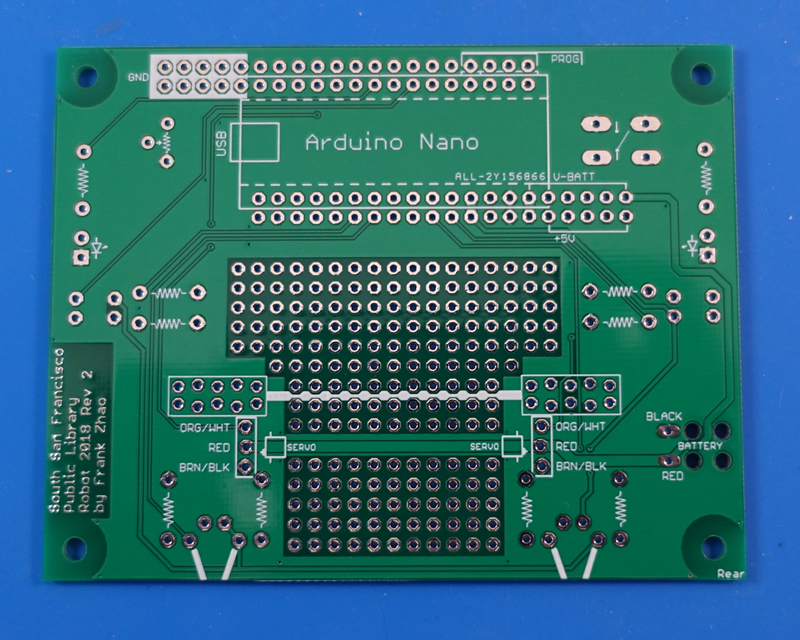 PROG
GND
USB
Arduino Nano
ALL-2Y156866 V-BATT
+5V
South San Francisco
Public Library
Robot 2018 Rev 2
by Frank Zhao
ORG/WHT
RED
BRN/BLK
SERVO
SERVO
ORG/WHT
RED
BRN/BLK
BLACK
BATTERY
RED
Rear